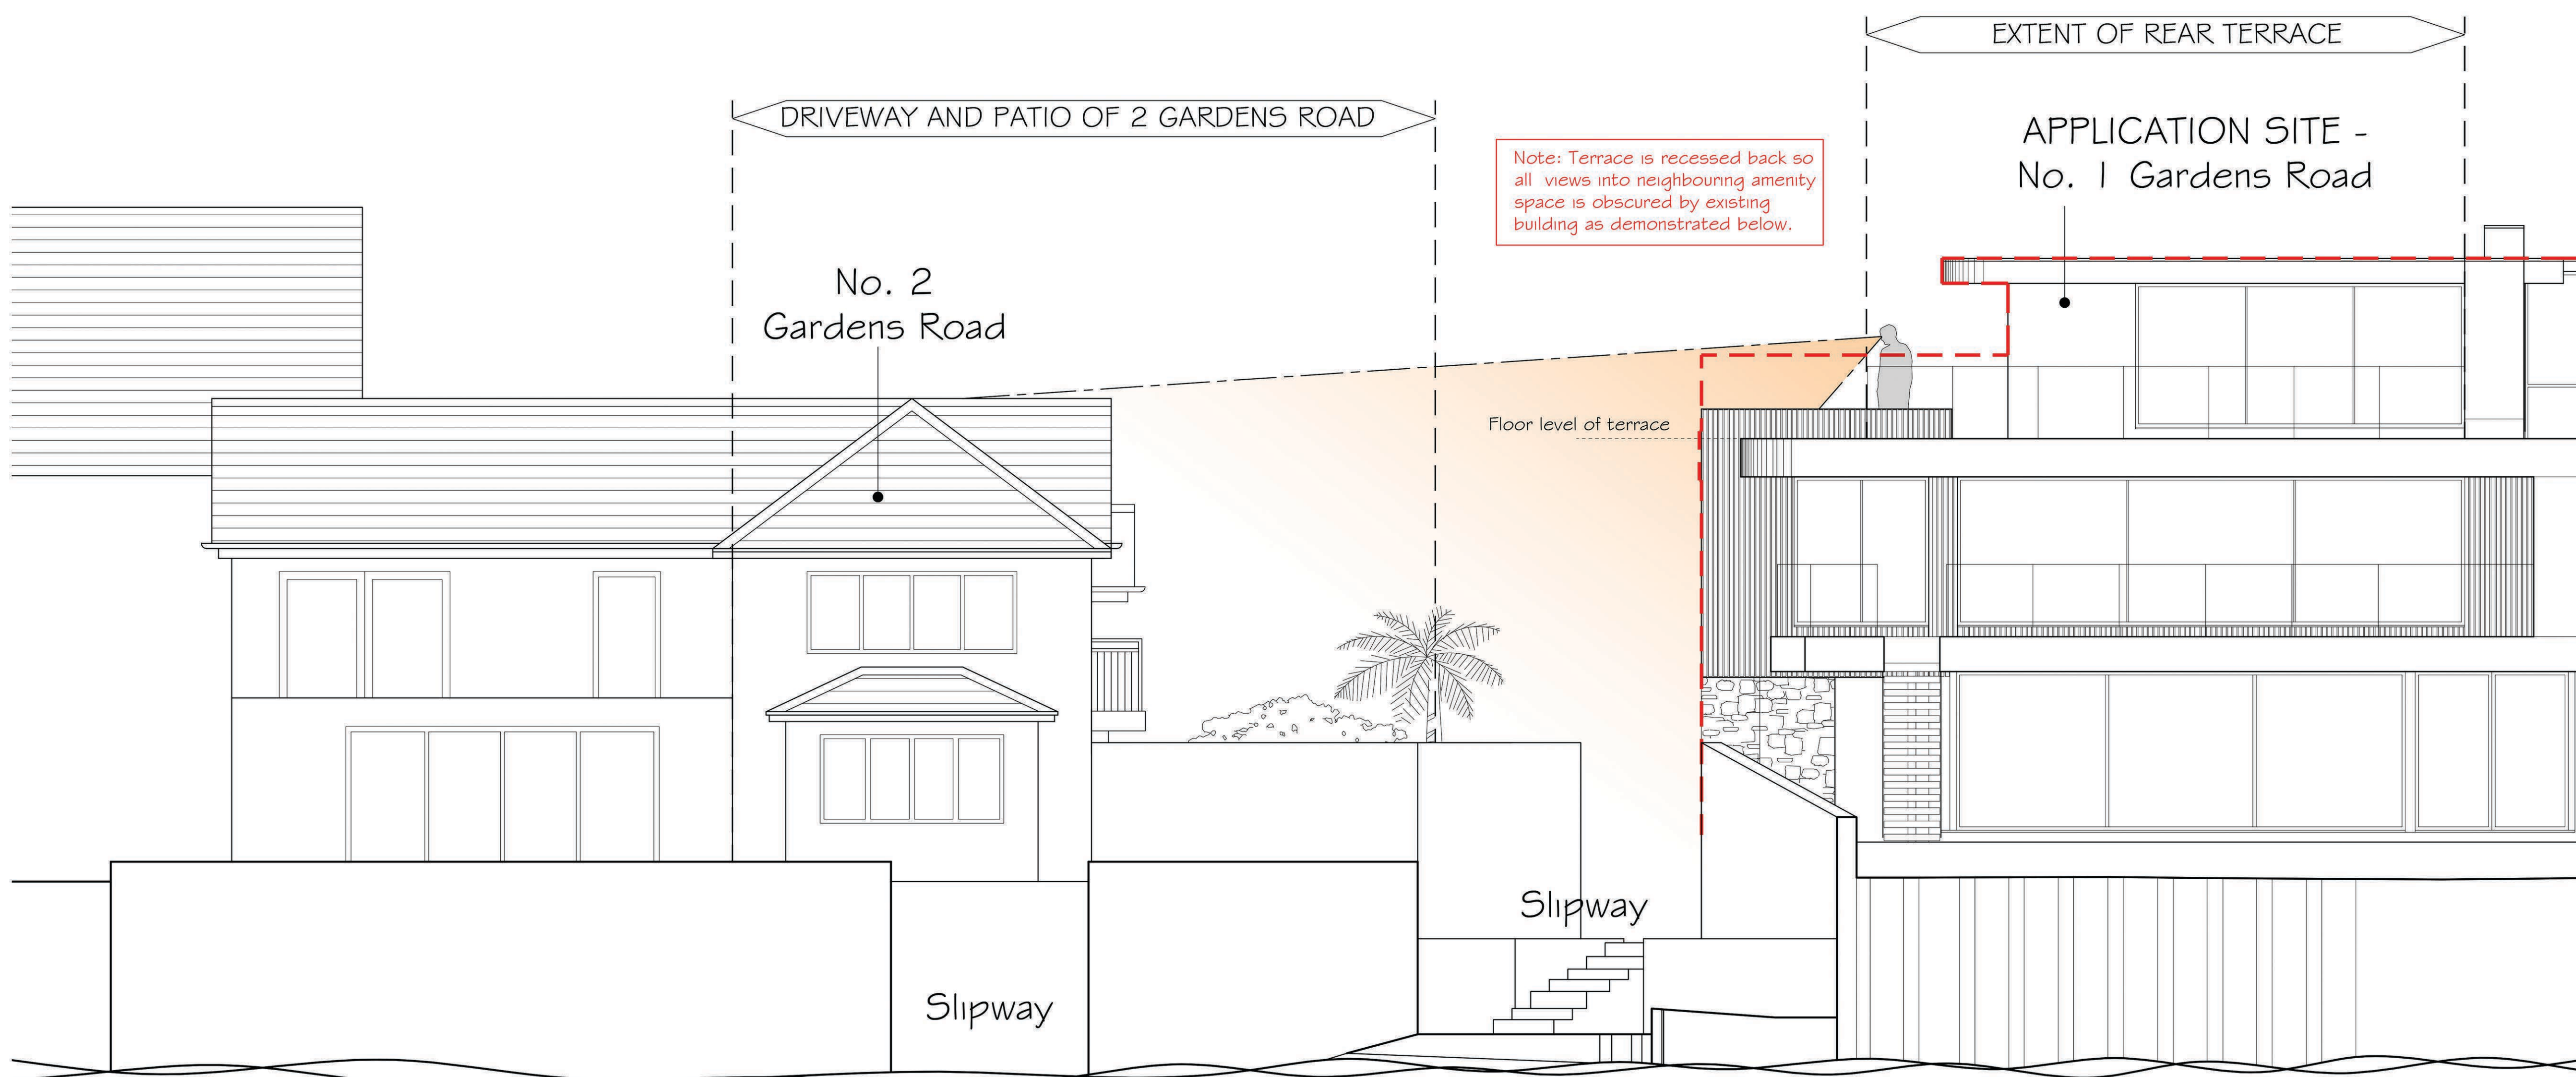 EXTENT OF REAR TERRACE
DRIVEWAY AND PATIO OF 2 GARDENS ROAD
APPLICATION SITE -
No. 1 Gardens Road
Note: Terrace is recessed back so
all views into neighbouring amenity
space is obscured by existing
building as demonstrated below.
No. 2
Gardens Road
Floor level of terrace
Slipway
Slipway